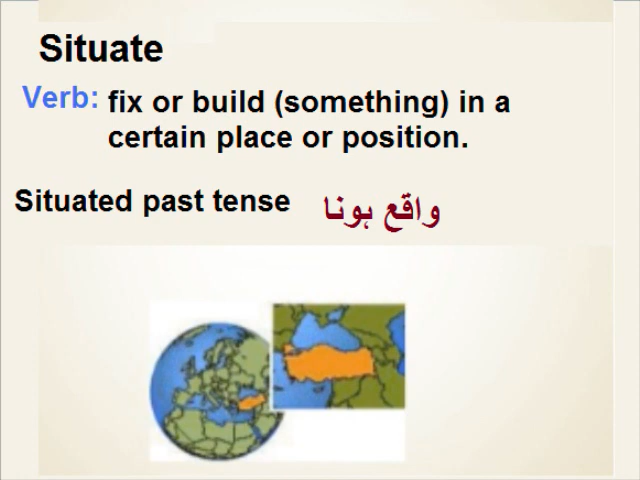 Situate
Verb: fix or build (something) in a
certain place or position.
Situated past tense واقع ہونا